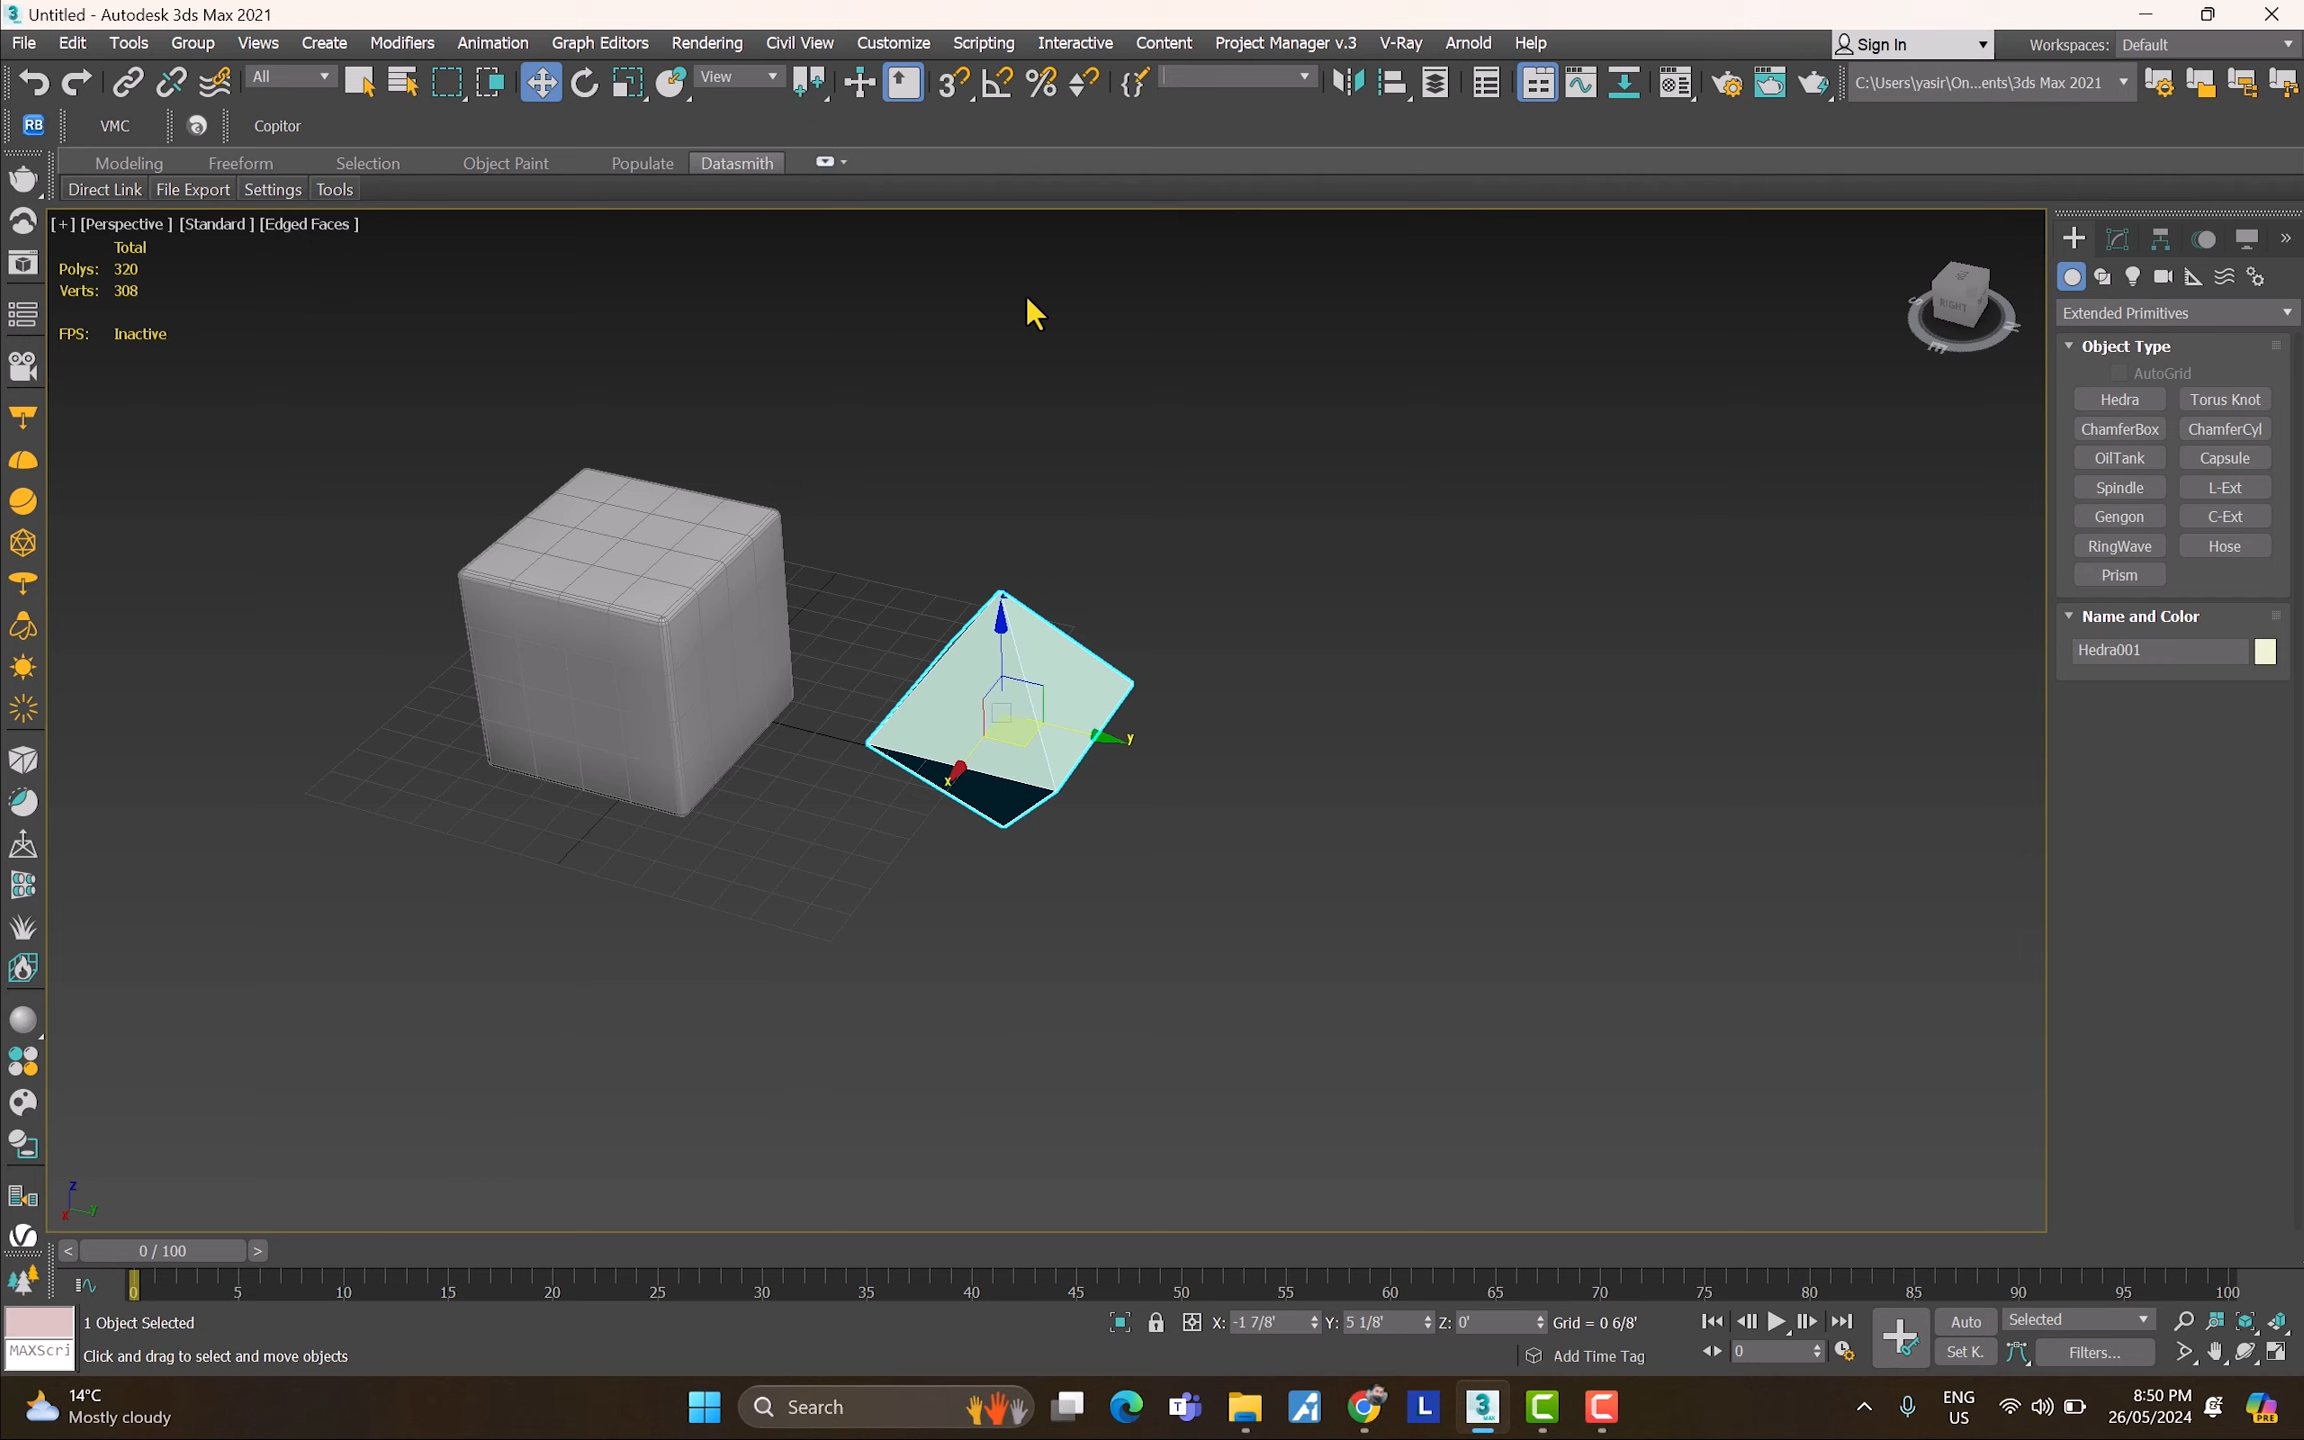 Untitled - Autodesk 3ds Max 2021
File Edit Tools Group Views Create Modifiers Animation Graph Editors Rendering Civil View Customize Scripting Interactive Content Project Manager v.3 V-Ray Arnold Help Sign In Workspaces: Default
All View C:\Users\yasir\On...ents\3ds Max 2021
RB VMC Copitor
Modeling Freeform Selection Object Paint Populate Datasmith
Direct Link File Export Settings Tools
[+] [Perspective ] [Standard ] [Edged Faces ]
Total
Polys: 320
Verts: 308
FPS: Inactive
RIGHT
Extended Primitives
Object Type
AutoGrid
Hedra Torus Knot
ChamferBox ChamferCyl
OilTank Capsule
Spindle L-Ext
Gengon C-Ext
RingWave Hose
Prism
Name and Color
Hedra001
y
x
z
x y
< 0 / 100 >
0 5 10 15 20 25 30 35 40 45 50 55 60 65 70 75 80 85 90 95 100
1 Object Selected X: -1 7/8' Y: 5 1/8' Z: 0' Grid = 0 6/8' Auto Selected
MAXScri Click and drag to select and move objects Add Time Tag 0 Set K. Filters...
14°C
Mostly cloudy
Search
ENG
US
8:50 PM
26/05/2024